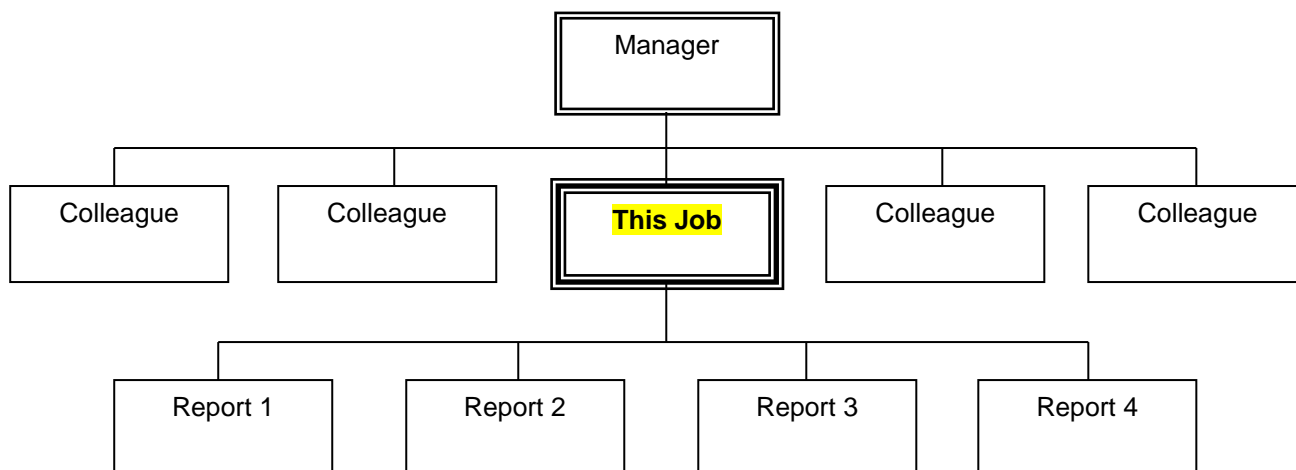 Manager
Colleague
Colleague
This Job
Colleague
Colleague
Report 1
Report 2
Report 3
Report 4